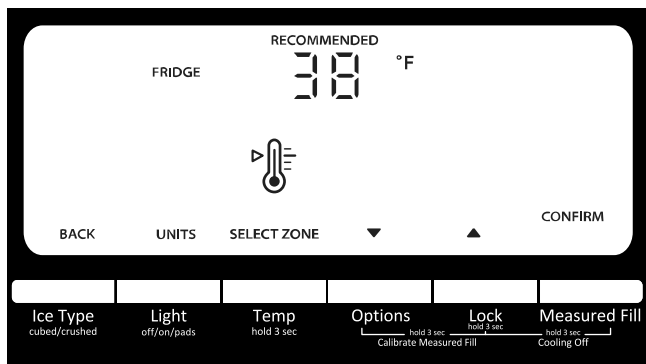 RECOMMENDED
FRIDGE 38 °F
BACK UNITS SELECT ZONE ▼ ▲ CONFIRM
Ice Type Light Temp Options Lock Measured Fill
cubed/crushed off/on/pads hold 3 sec hold 3 sec
hold 3 sec hold 3 sec
Calibrate Measured Fill Cooling Off